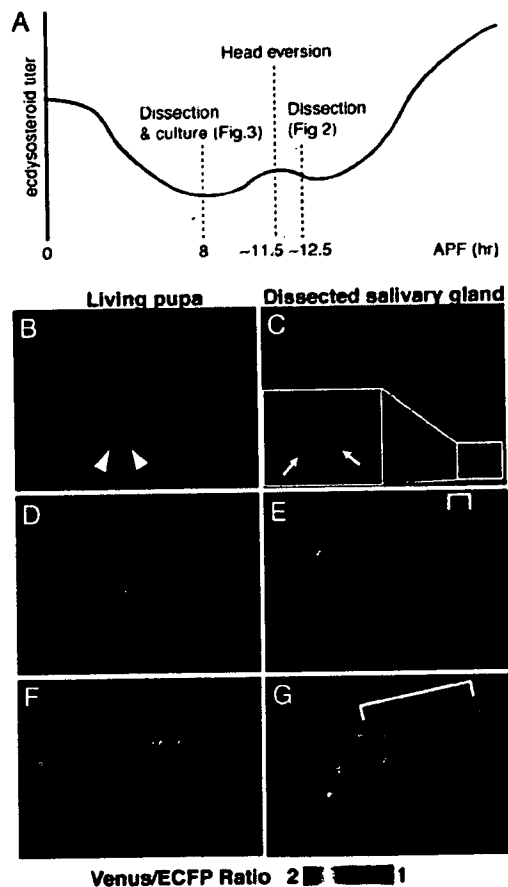 A
ecdysosteroid titer
Head eversion
Dissection
& culture (Fig.3)
Dissection
(Fig 2)
0
8
~11.5
~12.5
APF (hr)
Living pupa
Dissected salivary gland
B
C
D
E
F
G
Venus/ECFP Ratio 2 1